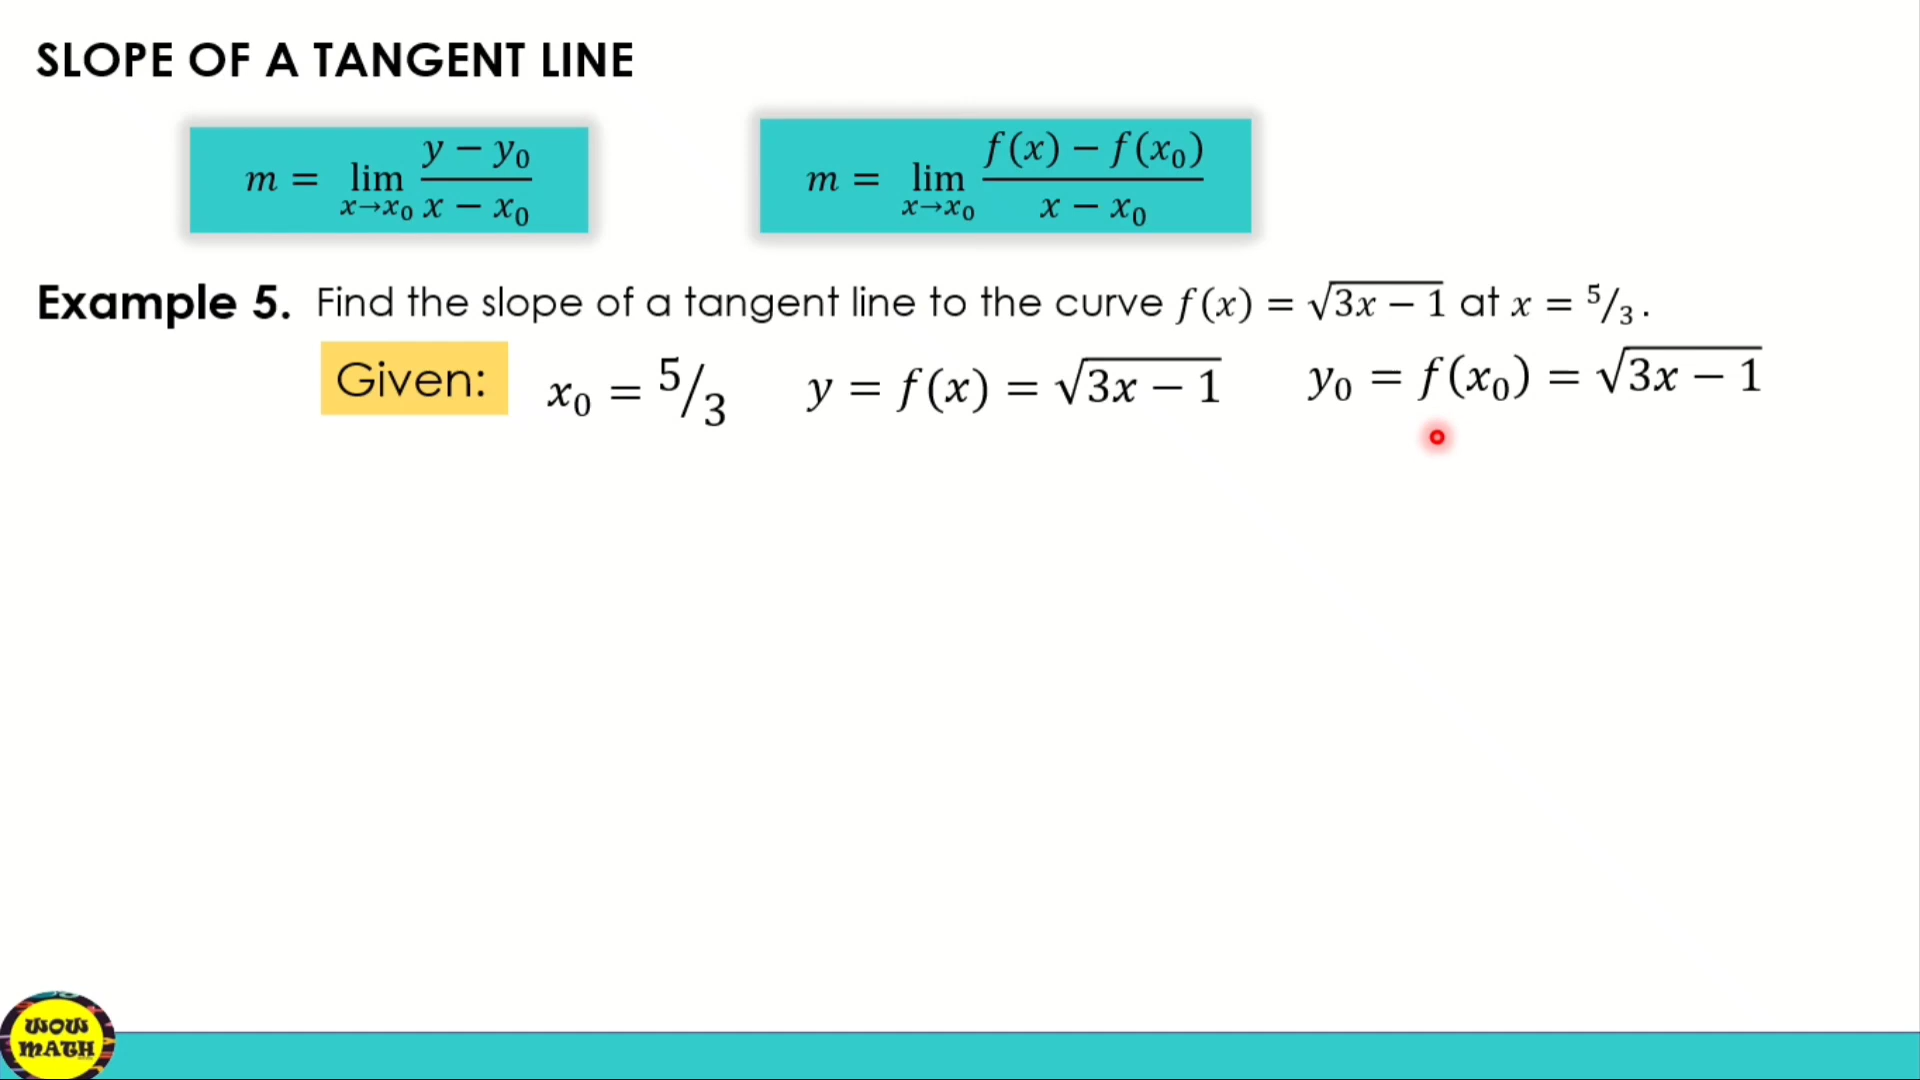 SLOPE OF A TANGENT LINE
m = lim x→x₀ (y − y₀)/(x − x₀)
m = lim x→x₀ (f(x) − f(x₀))/(x − x₀)
Example 5. Find the slope of a tangent line to the curve f(x) = √(3x − 1) at x = 5/3.
Given: x₀ = 5/3 y = f(x) = √(3x − 1) y₀ = f(x₀) = √(3x − 1)
WOW
MATH